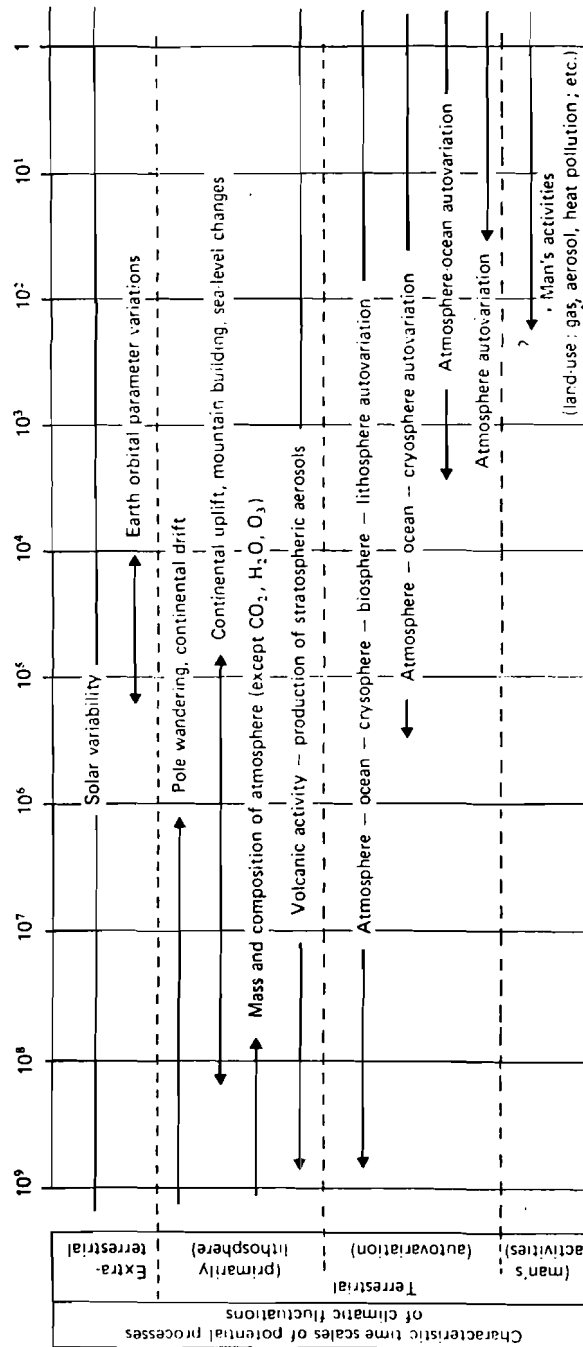 Characteristic time scales of potential processes
of climatic fluctuations
Extra-
terrestrial
Terrestrial
(primarily
lithosphere)
(autovariation)
(man's
activities)
10⁹
10⁸
10⁷
10⁶
10⁵
10⁴
10³
10²
10¹
1
Solar variability
Earth orbital parameter variations
Pole wandering, continental drift
Continental uplift, mountain building, sea-level changes
Mass and composition of atmosphere (except CO₂, H₂O, O₃)
Volcanic activity – production of stratospheric aerosols
Atmosphere – ocean – crysophere – biosphere – lithosphere autovariation
Atmosphere – ocean – cryosphere autovariation
Atmosphere-ocean autovariation
Atmosphere autovariation
?
Man's activities
(land-use; gas, aerosol, heat pollution; etc.)